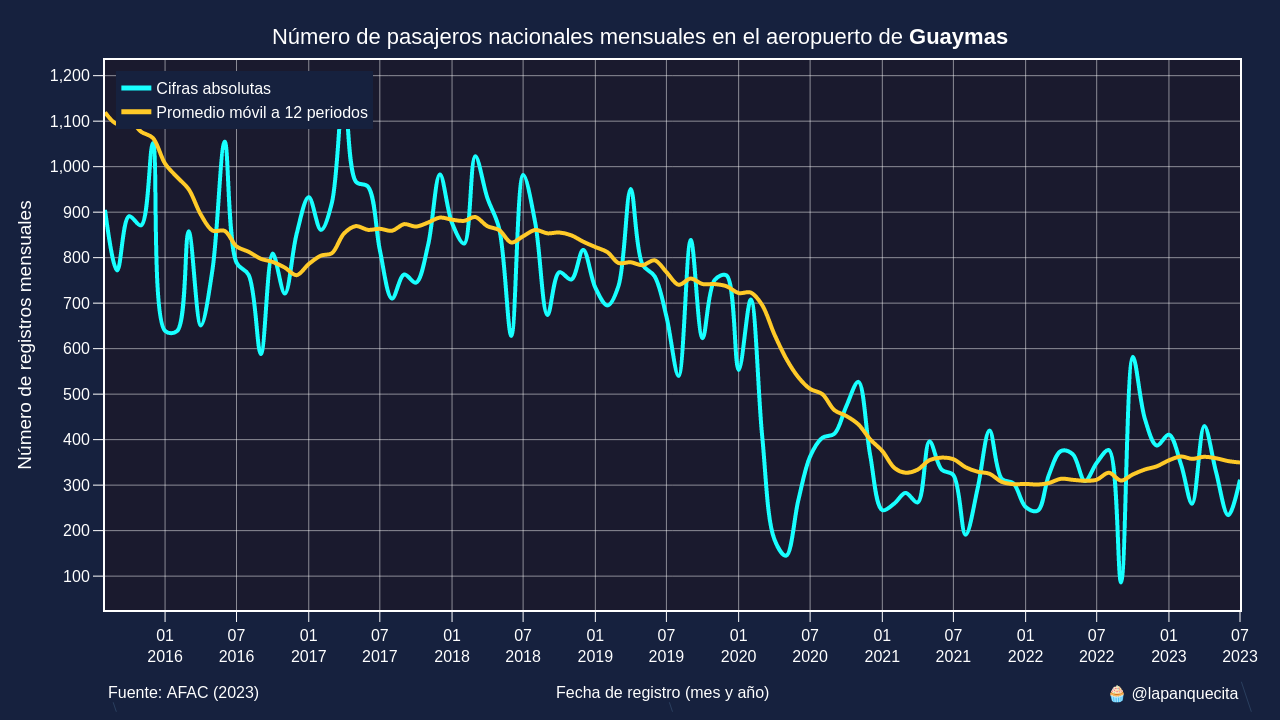 Número de pasajeros nacionales mensuales en el aeropuerto de Guaymas
Cifras absolutas
Promedio móvil a 12 periodos
Número de registros mensuales
1,200
1,100
1,000
900
800
700
600
500
400
300
200
100
01 07 01 07 01 07 01 07 01 07 01 07 01 07 01 07
2016 2016 2017 2017 2018 2018 2019 2019 2020 2020 2021 2021 2022 2022 2023 2023
Fuente: AFAC (2023) Fecha de registro (mes y año) 🧁 @lapanquecita